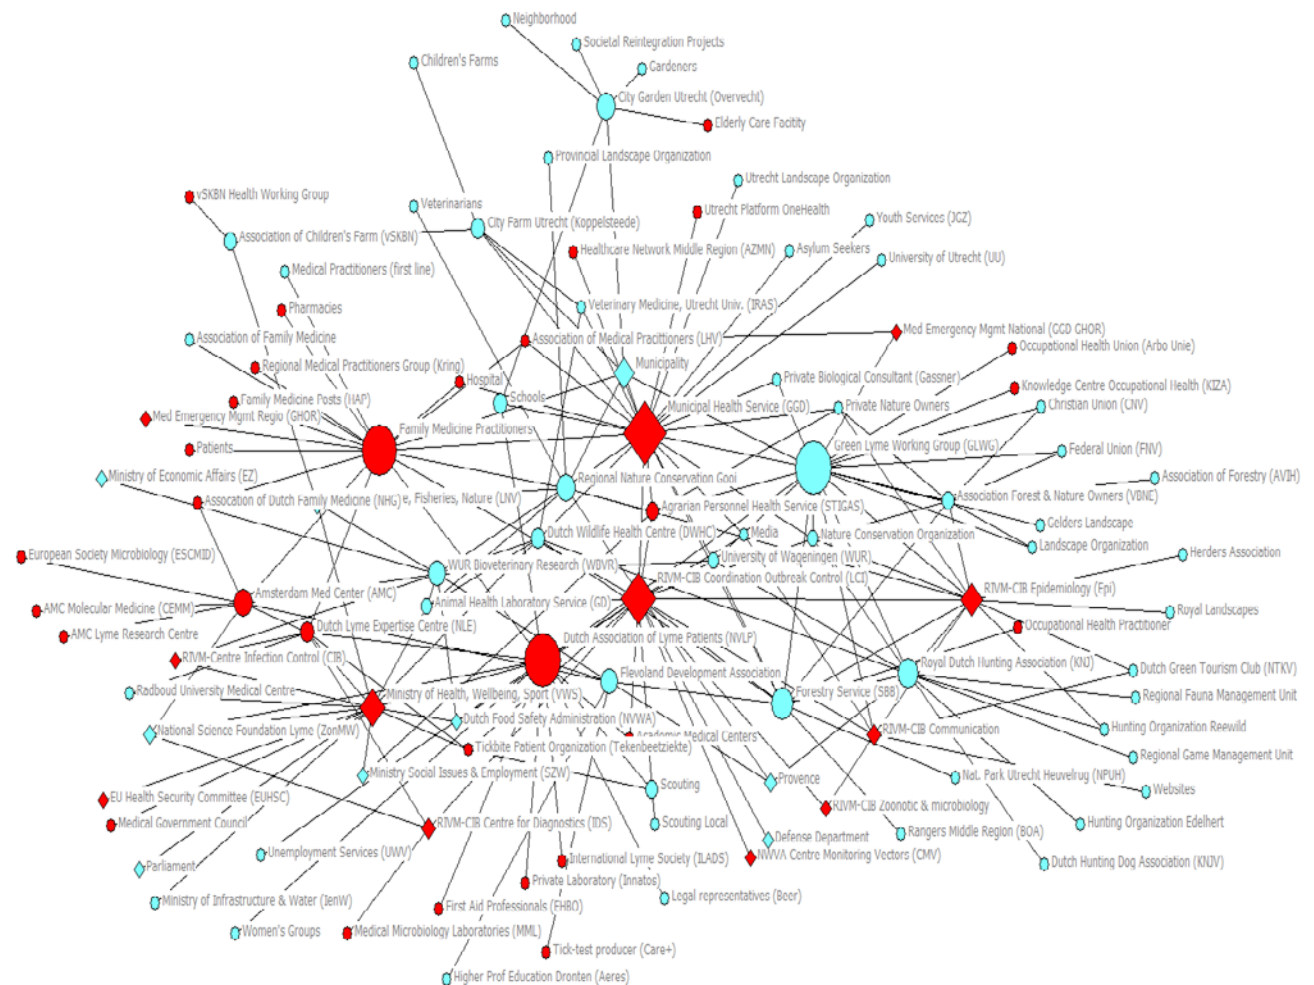 Neighborhood
Societal Reintegration Projects
Children's Farms
Gardeners
City Garden Utrecht (Overvecht)
Elderly Care Facitity
Provincial Landscape Organization
Utrecht Landscape Organization
vSKBN Health Working Group
Veterinarians
Utrecht Platform OneHealth
Youth Services (JGZ)
City Farm Utrecht (Koppelsteede)
Association of Children's Farm (vSKBN)
Healthcare Network Middle Region (AZMN)
Asylum Seekers
University of Utrecht (UU)
Medical Practitioners (first line)
Pharmacies
Veterinary Medicine, Utrecht Univ. (IRAS)
Med Emergency Mgmt National (GGD GHOR)
Association of Family Medicine
Association of Medical Practitioners (LHV)
Occupational Health Union (Arbo Unie)
Regional Medical Practitioners Group (Kring)
Municipality
Hospital
Private Biological Consultant (Gassner)
Knowledge Centre Occupational Health (KIZA)
Family Medicine Posts (HAP)
Schools
Municipal Health Service (GGD)
Private Nature Owners
Christian Union (CNV)
Med Emergency Mgmt Regio (GHOR)
Family Medicine Practitioners
Patients
Green Lyme Working Group (GLWG)
Federal Union (FNV)
Ministry of Economic Affairs (EZ)
Regional Nature Conservation Gooi
Association of Forestry (AVIH)
Assocation of Dutch Family Medicine (NHG)
e, Fisheries, Nature (LNV)
Agrarian Personnel Health Service (STIGAS)
Association Forest & Nature Owners (VBNE)
Gelders Landscape
Dutch Wildlife Health Centre (DWHC)
Media
Nature Conservation Organization
Landscape Organization
European Society Microbiology (ESCMID)
WUR Bioveterinary Research (WBVR)
University of Wageningen (WUR)
Herders Association
Amsterdam Med Center (AMC)
Animal Health Laboratory Service (GD)
RIVM-CIB Coordination Outbreak Control (LCI)
RIVM-CIB Epidemiology (Epi)
AMC Molecular Medicine (CEMM)
Royal Landscapes
AMC Lyme Research Centre
Dutch Lyme Expertise Centre (NLE)
Dutch Association of Lyme Patients (NVLP)
Occupational Health Practitioner
RIVM-Centre Infection Control (CIB)
Flevoland Development Association
Royal Dutch Hunting Association (KNJ)
Dutch Green Tourism Club (NTKV)
Radboud University Medical Centre
Ministry of Health, Wellbeing, Sport (VWS)
Forestry Service (SBB)
Regional Fauna Management Unit
National Science Foundation Lyme (ZonMW)
Dutch Food Safety Administration (NVWA)
Academic Medical Centers
RIVM-CIB Communication
Hunting Organization Reewild
Tickbite Patient Organization (Tekenbeetziekte)
Regional Game Management Unit
Ministry Social Issues & Employment (SZW)
Scouting
Provence
Nat. Park Utrecht Heuvelrug (NPUH)
Websites
EU Health Security Committee (EUHSC)
RIVM-CIB Zoonotic & microbiology
Medical Government Council
RIVM-CIB Centre for Diagnostics (IDS)
Scouting Local
Defense Department
Rangers Middle Region (BOA)
Hunting Organization Edelhert
Unemployment Services (UWV)
Parliament
International Lyme Society (ILADS)
NWVA Centre Monitoring Vectors (CMV)
Dutch Hunting Dog Association (KNJV)
Private Laboratory (Innatos)
Ministry of Infrastructure & Water (IenW)
Legal representatives (Beer)
First Aid Professionals (EHBO)
Women's Groups
Medical Microbiology Laboratories (MML)
Tick-test producer (Care+)
Higher Prof Education Dronten (Aeres)